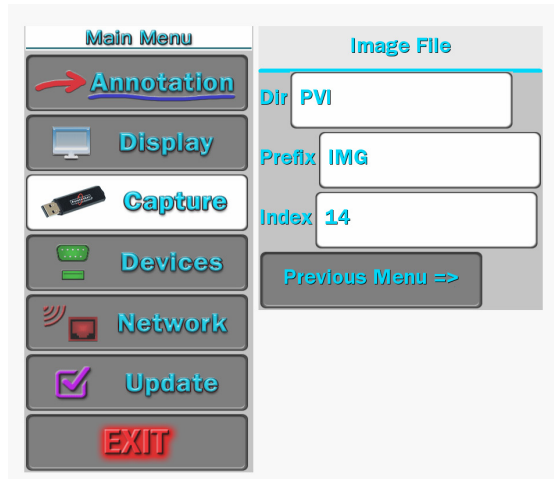 Main Menu
Annotation
Display
Capture
Devices
Network
Update
EXIT
Image File
Dir PVI
Prefix IMG
Index 14
Previous Menu =>